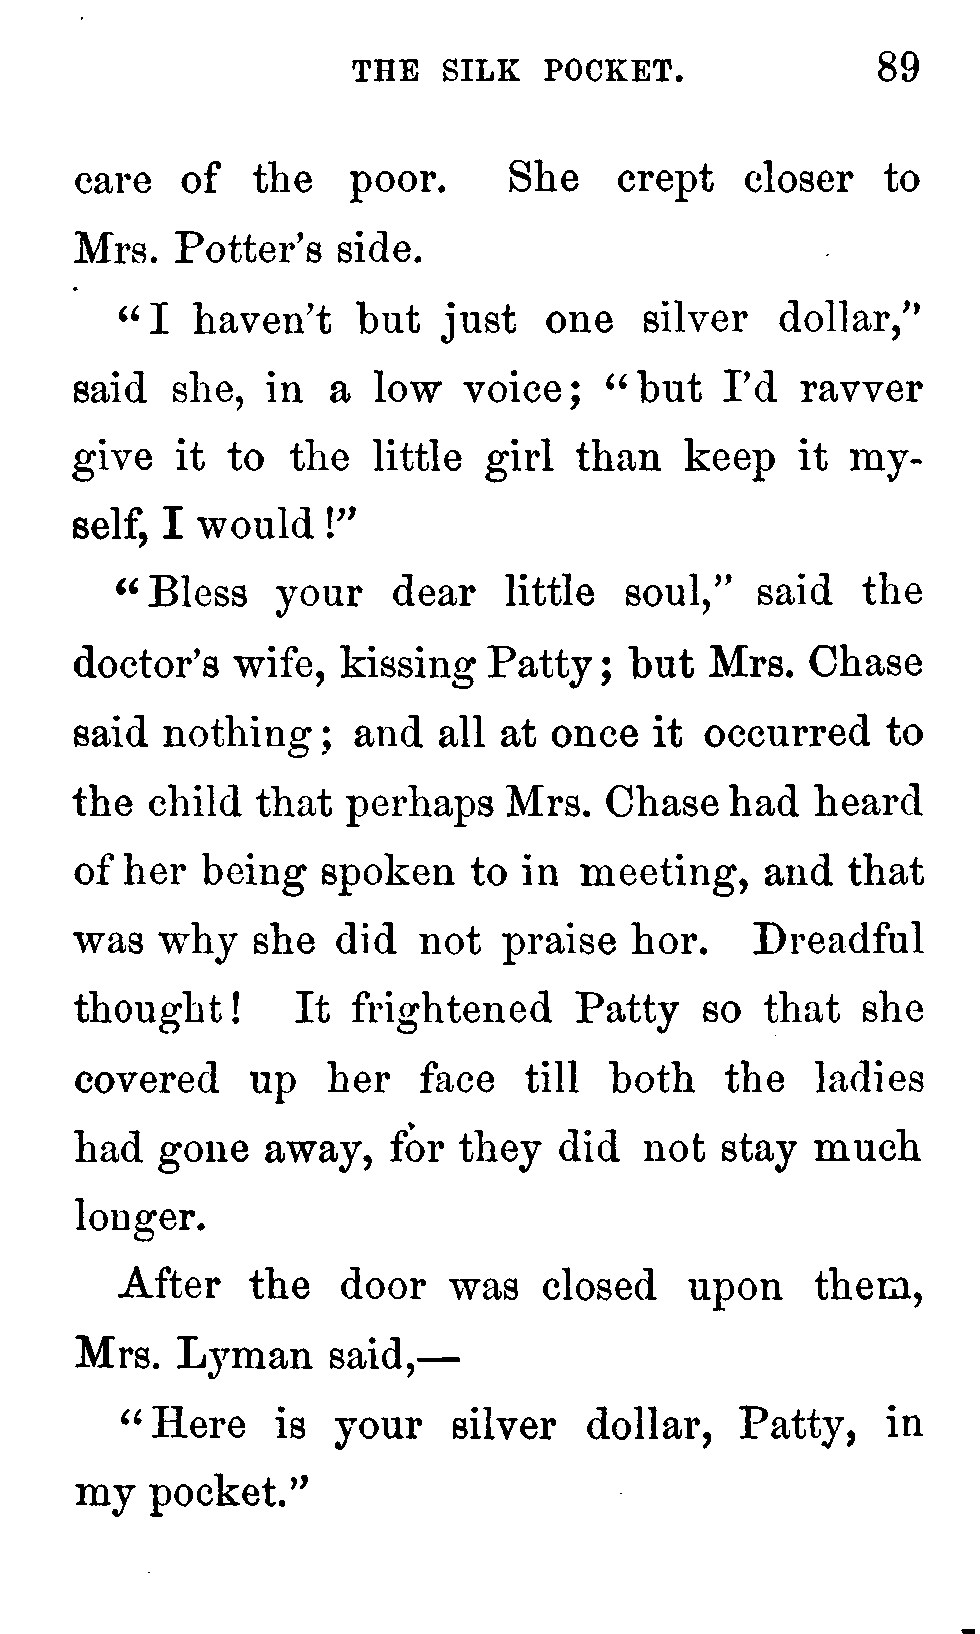 THE SILK POCKET. 89
care of the poor. She crept closer to
Mrs. Potter's side.
"I haven't but just one silver dollar,"
said she, in a low voice; "but I'd ravver
give it to the little girl than keep it my-
self, I would!"
"Bless your dear little soul," said the
doctor's wife, kissing Patty; but Mrs. Chase
said nothing; and all at once it occurred to
the child that perhaps Mrs. Chase had heard
of her being spoken to in meeting, and that
was why she did not praise hor. Dreadful
thought! It frightened Patty so that she
covered up her face till both the ladies
had gone away, for they did not stay much
longer.
After the door was closed upon them,
Mrs. Lyman said,—
"Here is your silver dollar, Patty, in
my pocket."